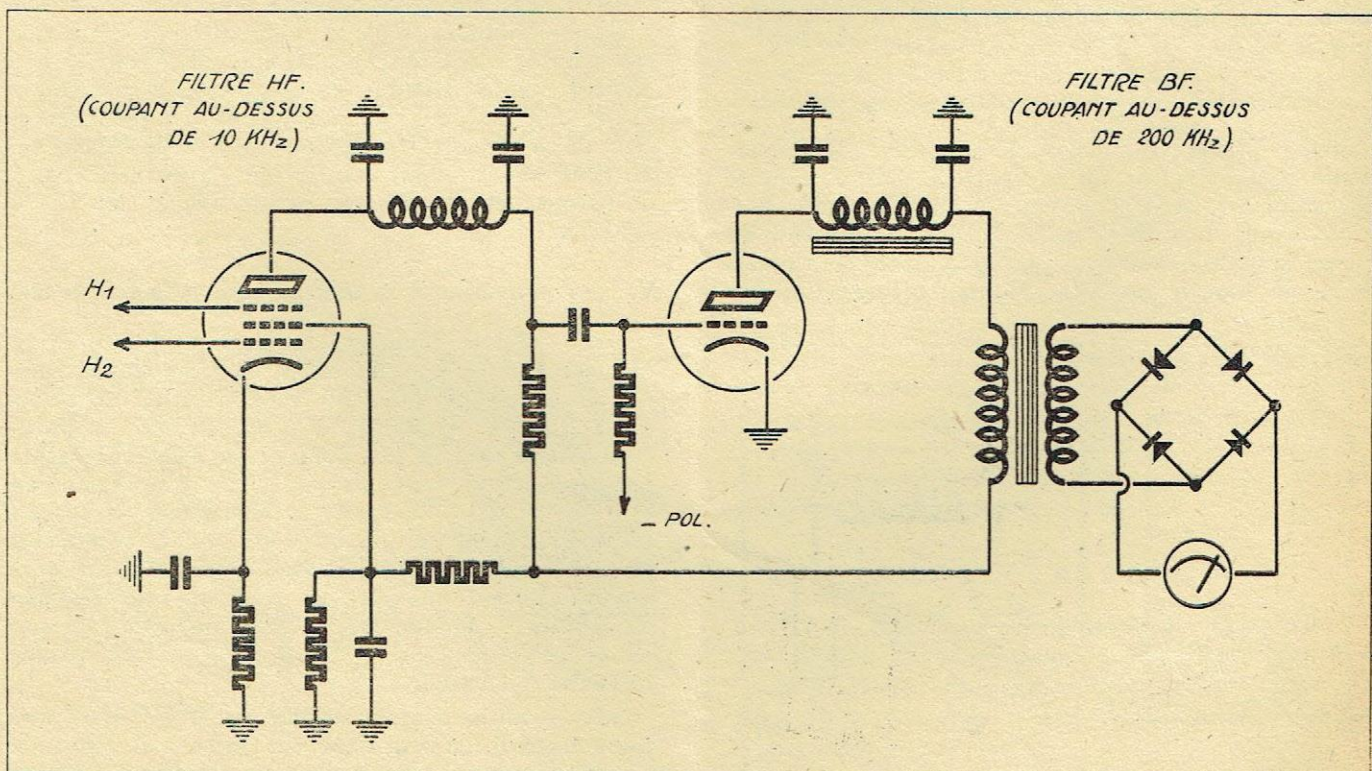 FILTRE HF.
(COUPANT AU-DESSUS
DE 10 KHz)
FILTRE BF.
(COUPANT AU-DESSUS
DE 200 KHz)
H1
H2
_ POL.